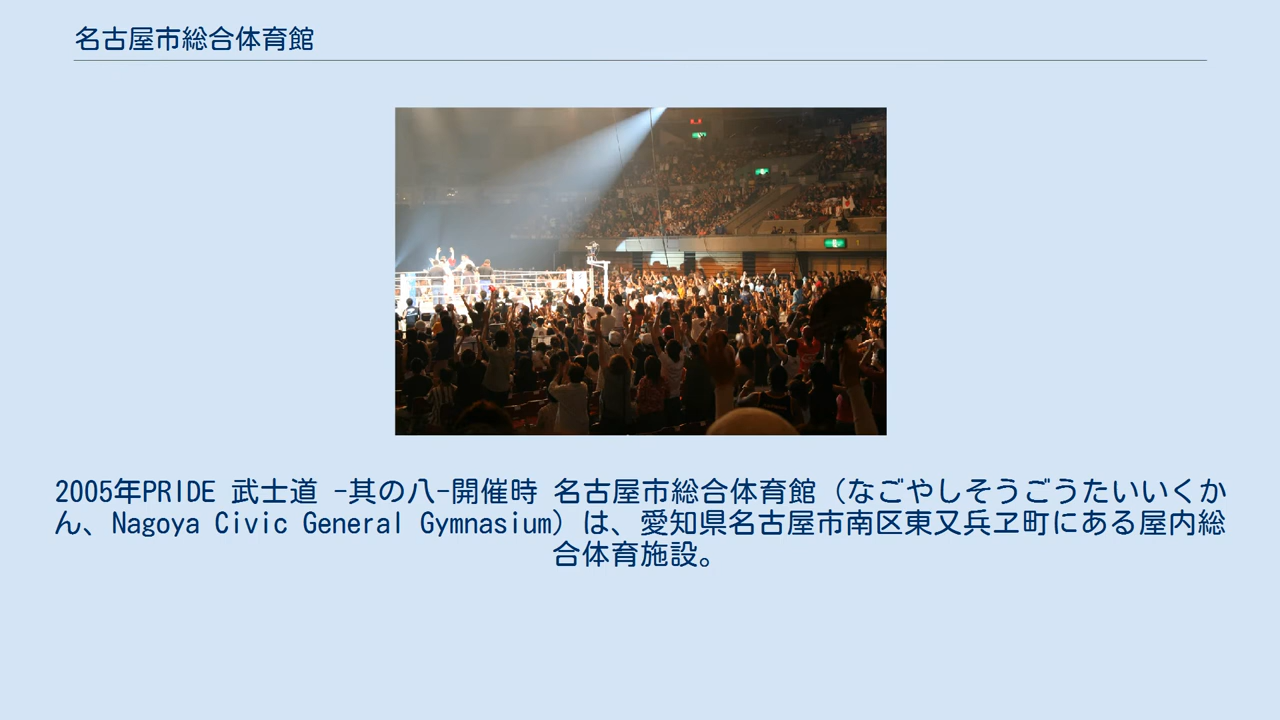 名古屋市総合体育館
2005年PRIDE 武士道 -其の八-開催時 名古屋市総合体育館（なごやしそうごうたいいくか
ん、Nagoya Civic General Gymnasium）は、愛知県名古屋市南区東又兵ヱ町にある屋内総
合体育施設。